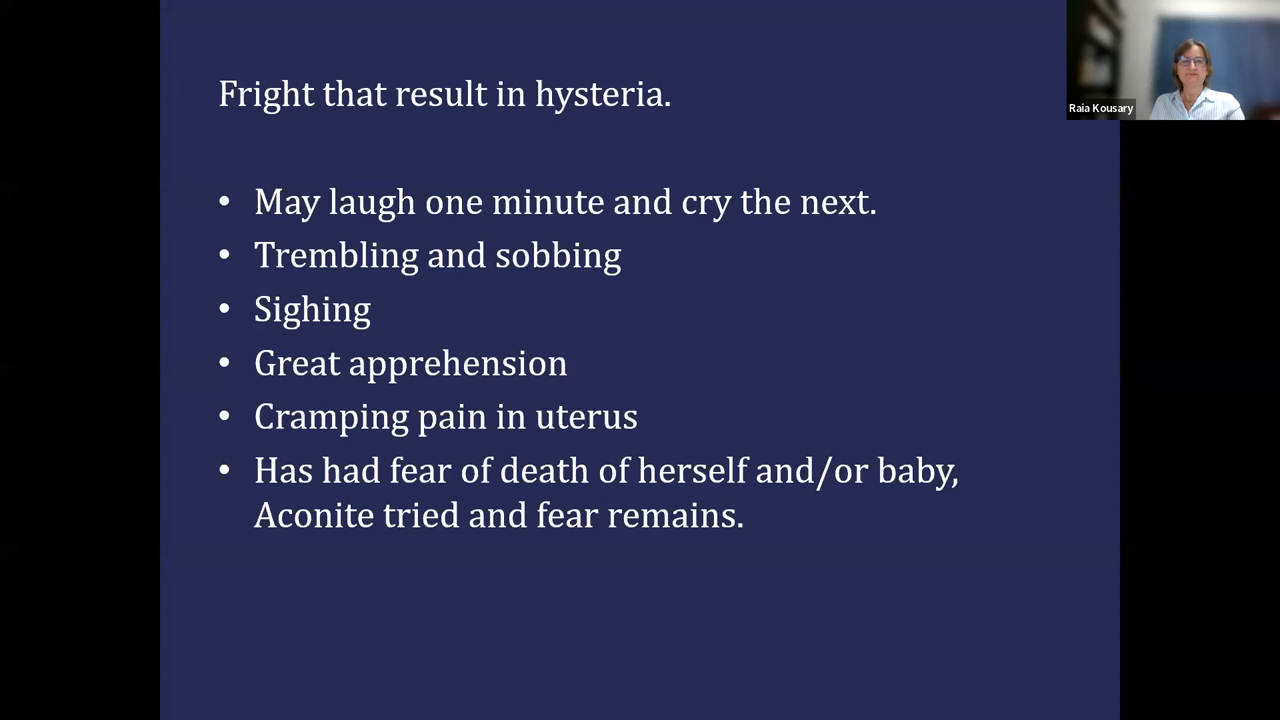 Fright that result in hysteria.
• May laugh one minute and cry the next.
• Trembling and sobbing
• Sighing
• Great apprehension
• Cramping pain in uterus
• Has had fear of death of herself and/or baby,
Aconite tried and fear remains.
Raia Kousary